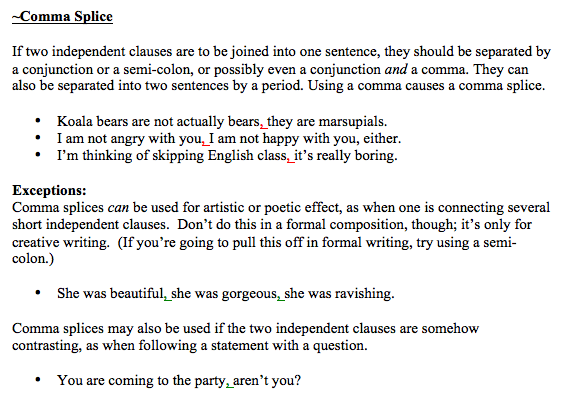 ~Comma Splice
If two independent clauses are to be joined into one sentence, they should be separated by
a conjunction or a semi-colon, or possibly even a conjunction and a comma. They can
also be separated into two sentences by a period. Using a comma causes a comma splice.
• Koala bears are not actually bears, they are marsupials.
• I am not angry with you, I am not happy with you, either.
• I’m thinking of skipping English class, it’s really boring.
Exceptions:
Comma splices can be used for artistic or poetic effect, as when one is connecting several
short independent clauses.  Don’t do this in a formal composition, though; it’s only for
creative writing.  (If you’re going to pull this off in formal writing, try using a semi-
colon.)
• She was beautiful, she was gorgeous, she was ravishing.
Comma splices may also be used if the two independent clauses are somehow
contrasting, as when following a statement with a question.
• You are coming to the party, aren’t you?